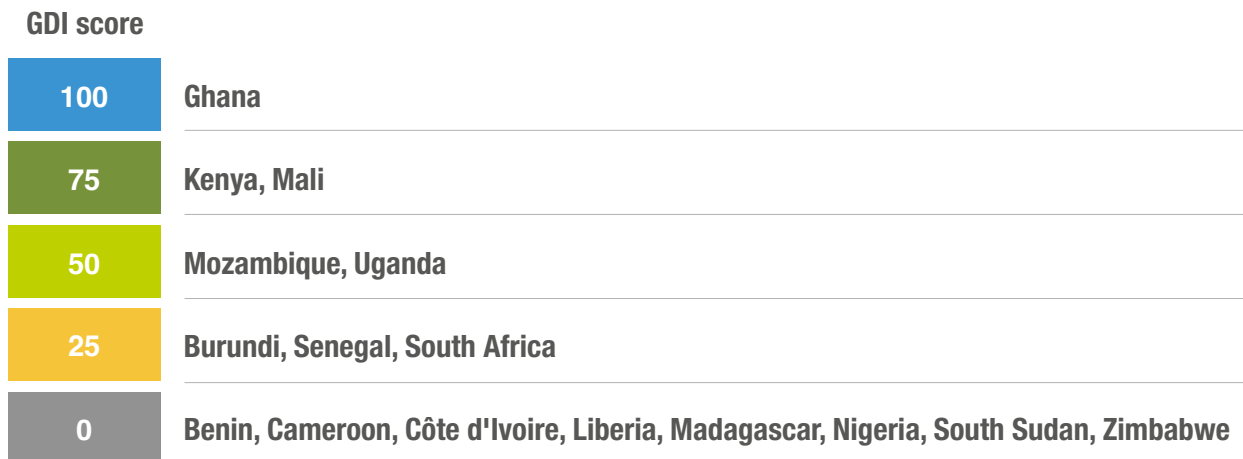 GDI score
100 Ghana
75 Kenya, Mali
50 Mozambique, Uganda
25 Burundi, Senegal, South Africa
0 Benin, Cameroon, Côte d'Ivoire, Liberia, Madagascar, Nigeria, South Sudan, Zimbabwe